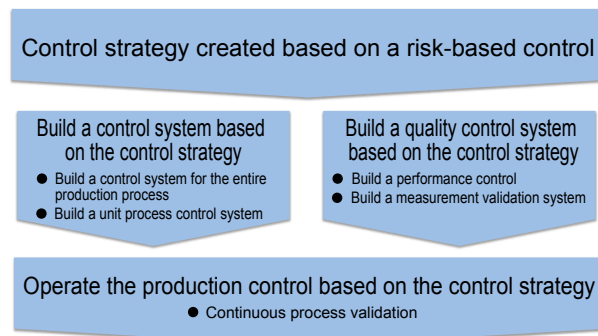 Control strategy created based on a risk-based control
Build a control system based
on the control strategy
● Build a control system for the entire
production process
● Build a unit process control system
Build a quality control system
based on the control strategy
● Build a performance control
● Build a measurement validation system
Operate the production control based on the control strategy
● Continuous process validation